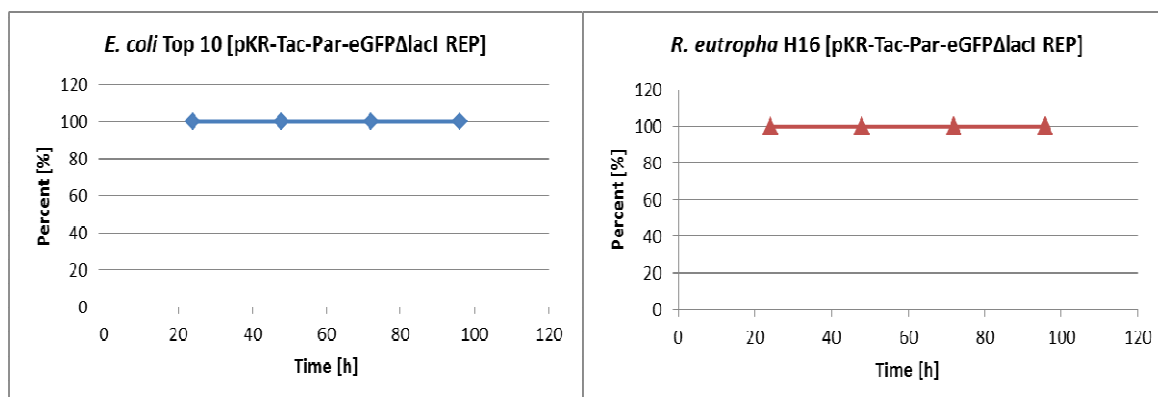 E. coli Top 10 [pKR-Tac-Par-eGFPΔlacI REP]
120
100
80
60
40
20
0
Percent [%]
0 20 40 60 80 100 120
Time [h]
R. eutropha H16 [pKR-Tac-Par-eGFPΔlacI REP]
120
100
80
60
40
20
0
Percent [%]
0 20 40 60 80 100 120
Time [h]